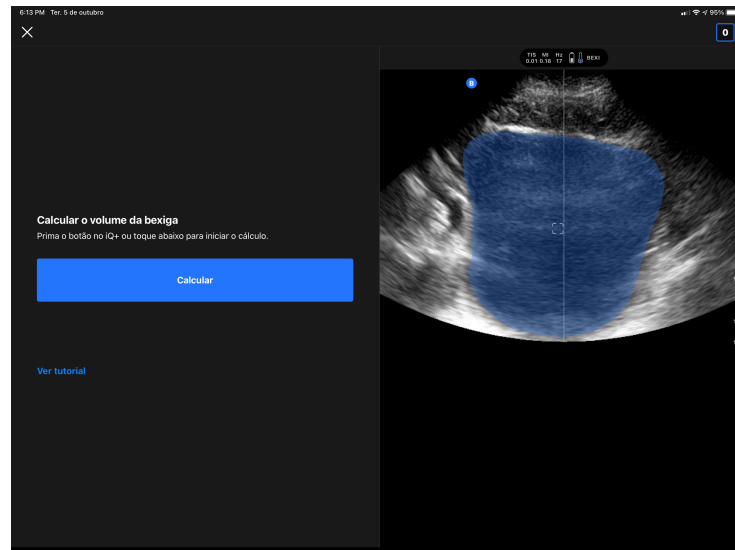 6:13 PM Ter. 5 de outubro
95%
0
TIS MI Hz
0.01 0.18 17
BEXI
B
Calcular o volume da bexiga
Prima o botão no iQ+ ou toque abaixo para iniciar o cálculo.
Calcular
Ver tutorial